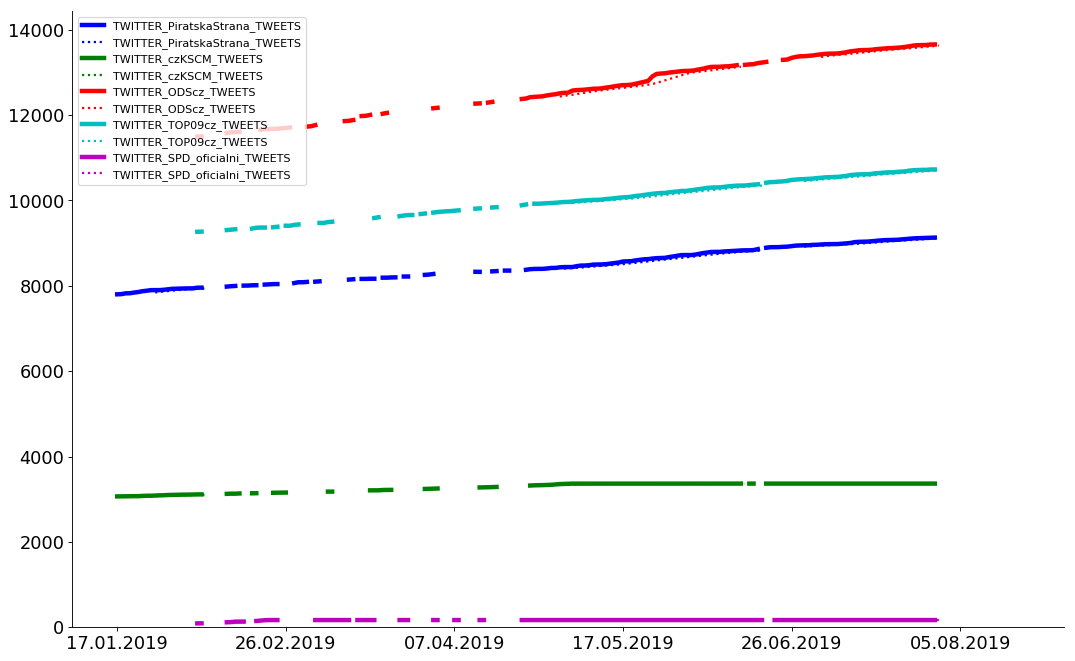 14000
12000
10000
8000
6000
4000
2000
0
TWITTER_PiratskaStrana_TWEETS
TWITTER_PiratskaStrana_TWEETS
TWITTER_czKSCM_TWEETS
TWITTER_czKSCM_TWEETS
TWITTER_ODScz_TWEETS
TWITTER_ODScz_TWEETS
TWITTER_TOP09cz_TWEETS
TWITTER_TOP09cz_TWEETS
TWITTER_SPD_oficialni_TWEETS
TWITTER_SPD_oficialni_TWEETS
17.01.2019 26.02.2019 07.04.2019 17.05.2019 26.06.2019 05.08.2019